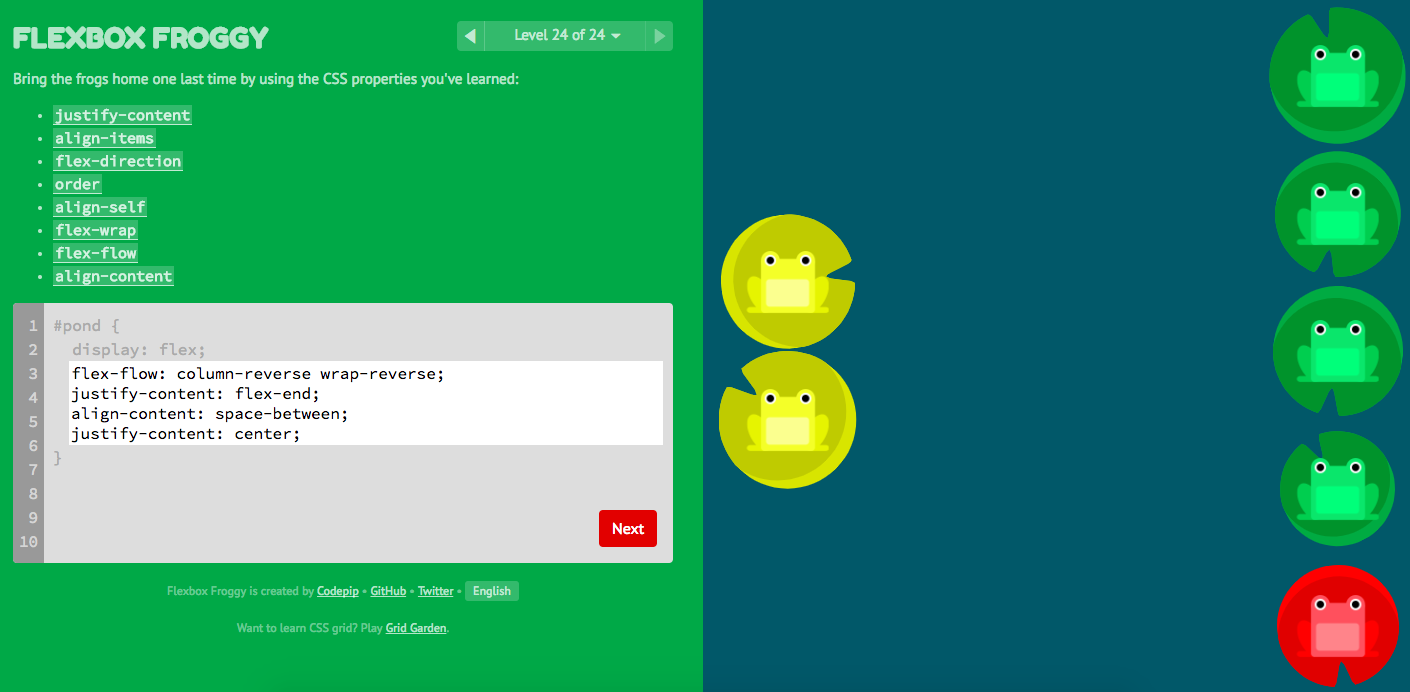 FLEXBOX FROGGY
Level 24 of 24
Bring the frogs home one last time by using the CSS properties you've learned:
• justify-content
• align-items
• flex-direction
• order
• align-self
• flex-wrap
• flex-flow
• align-content
1 #pond {
2 display: flex;
3 flex-flow: column-reverse wrap-reverse;
4 justify-content: flex-end;
5 align-content: space-between;
6 justify-content: center;
7 }
8
9
10
Next
Flexbox Froggy is created by Codepip • GitHub • Twitter • English
Want to learn CSS grid? Play Grid Garden.